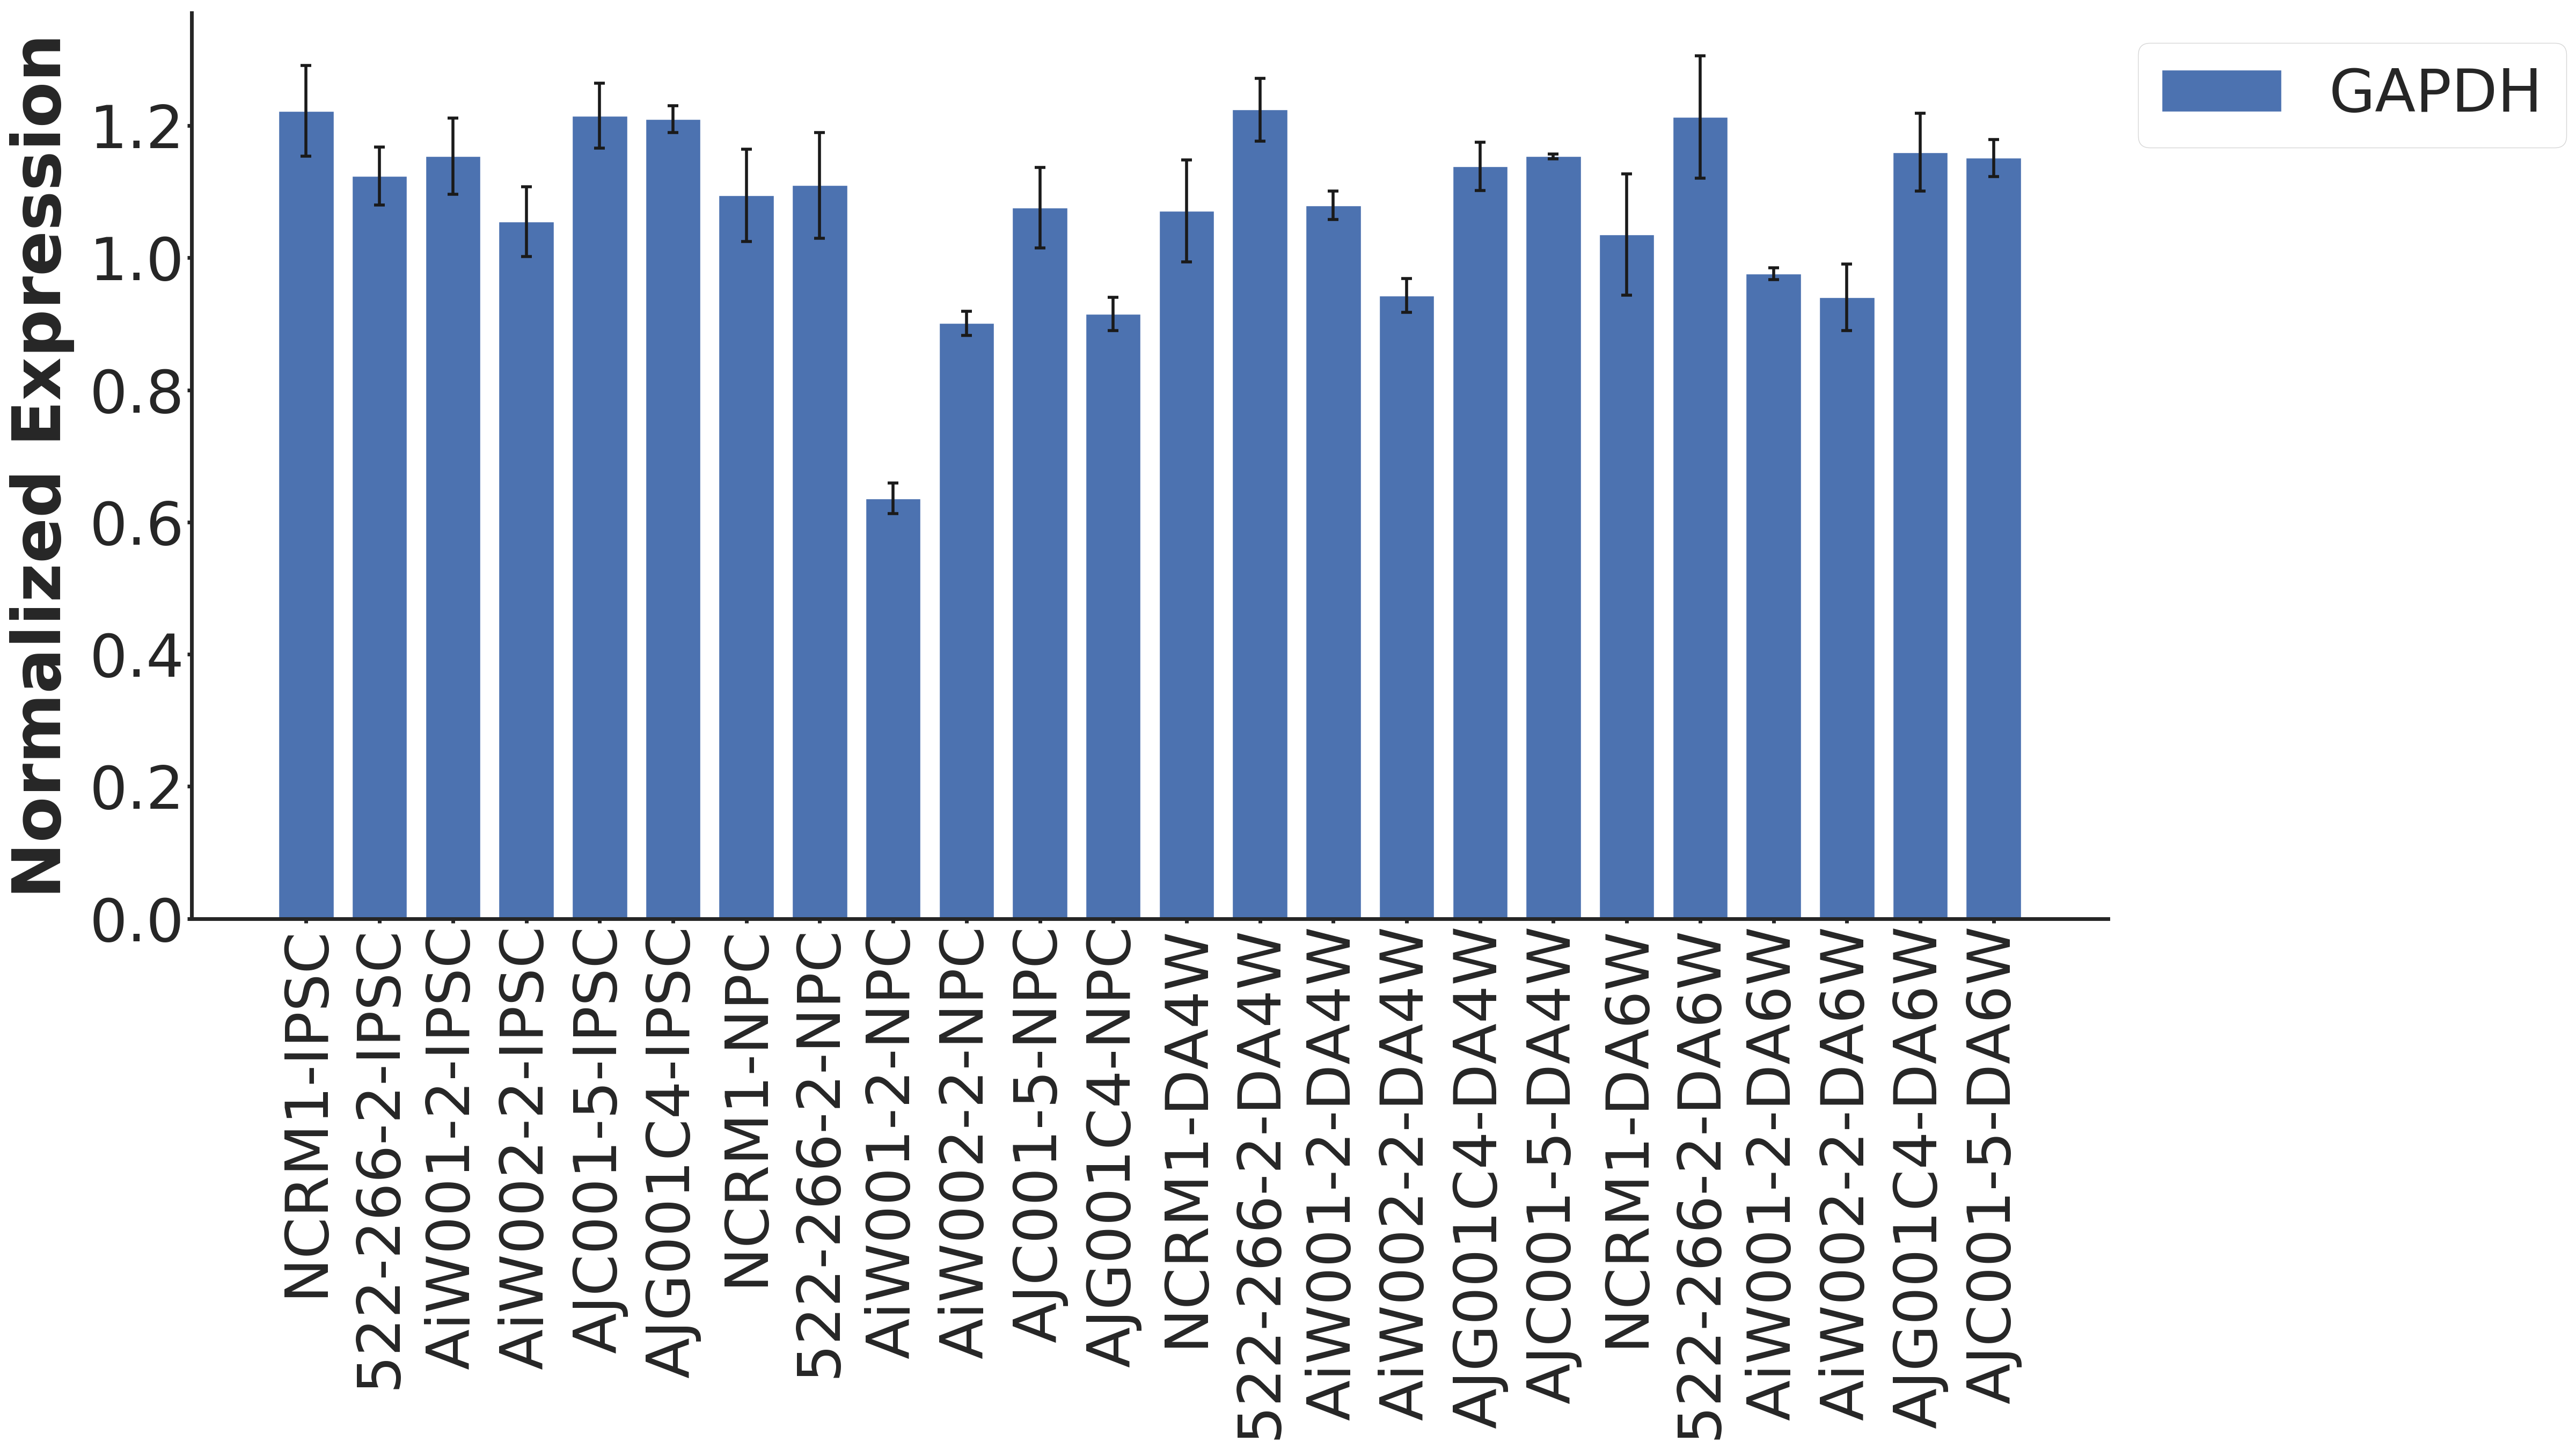 Normalized Expression
1.2
1.0
0.8
0.6
0.4
0.2
0.0
GAPDH
NCRM1-IPSC
522-266-2-IPSC
AiW001-2-IPSC
AiW002-2-IPSC
AJC001-5-IPSC
AJG001C4-IPSC
NCRM1-NPC
522-266-2-NPC
AiW001-2-NPC
AiW002-2-NPC
AJC001-5-NPC
AJG001C4-NPC
NCRM1-DA4W
522-266-2-DA4W
AiW001-2-DA4W
AiW002-2-DA4W
AJG001C4-DA4W
AJC001-5-DA4W
NCRM1-DA6W
522-266-2-DA6W
AiW001-2-DA6W
AiW002-2-DA6W
AJG001C4-DA6W
AJC001-5-DA6W